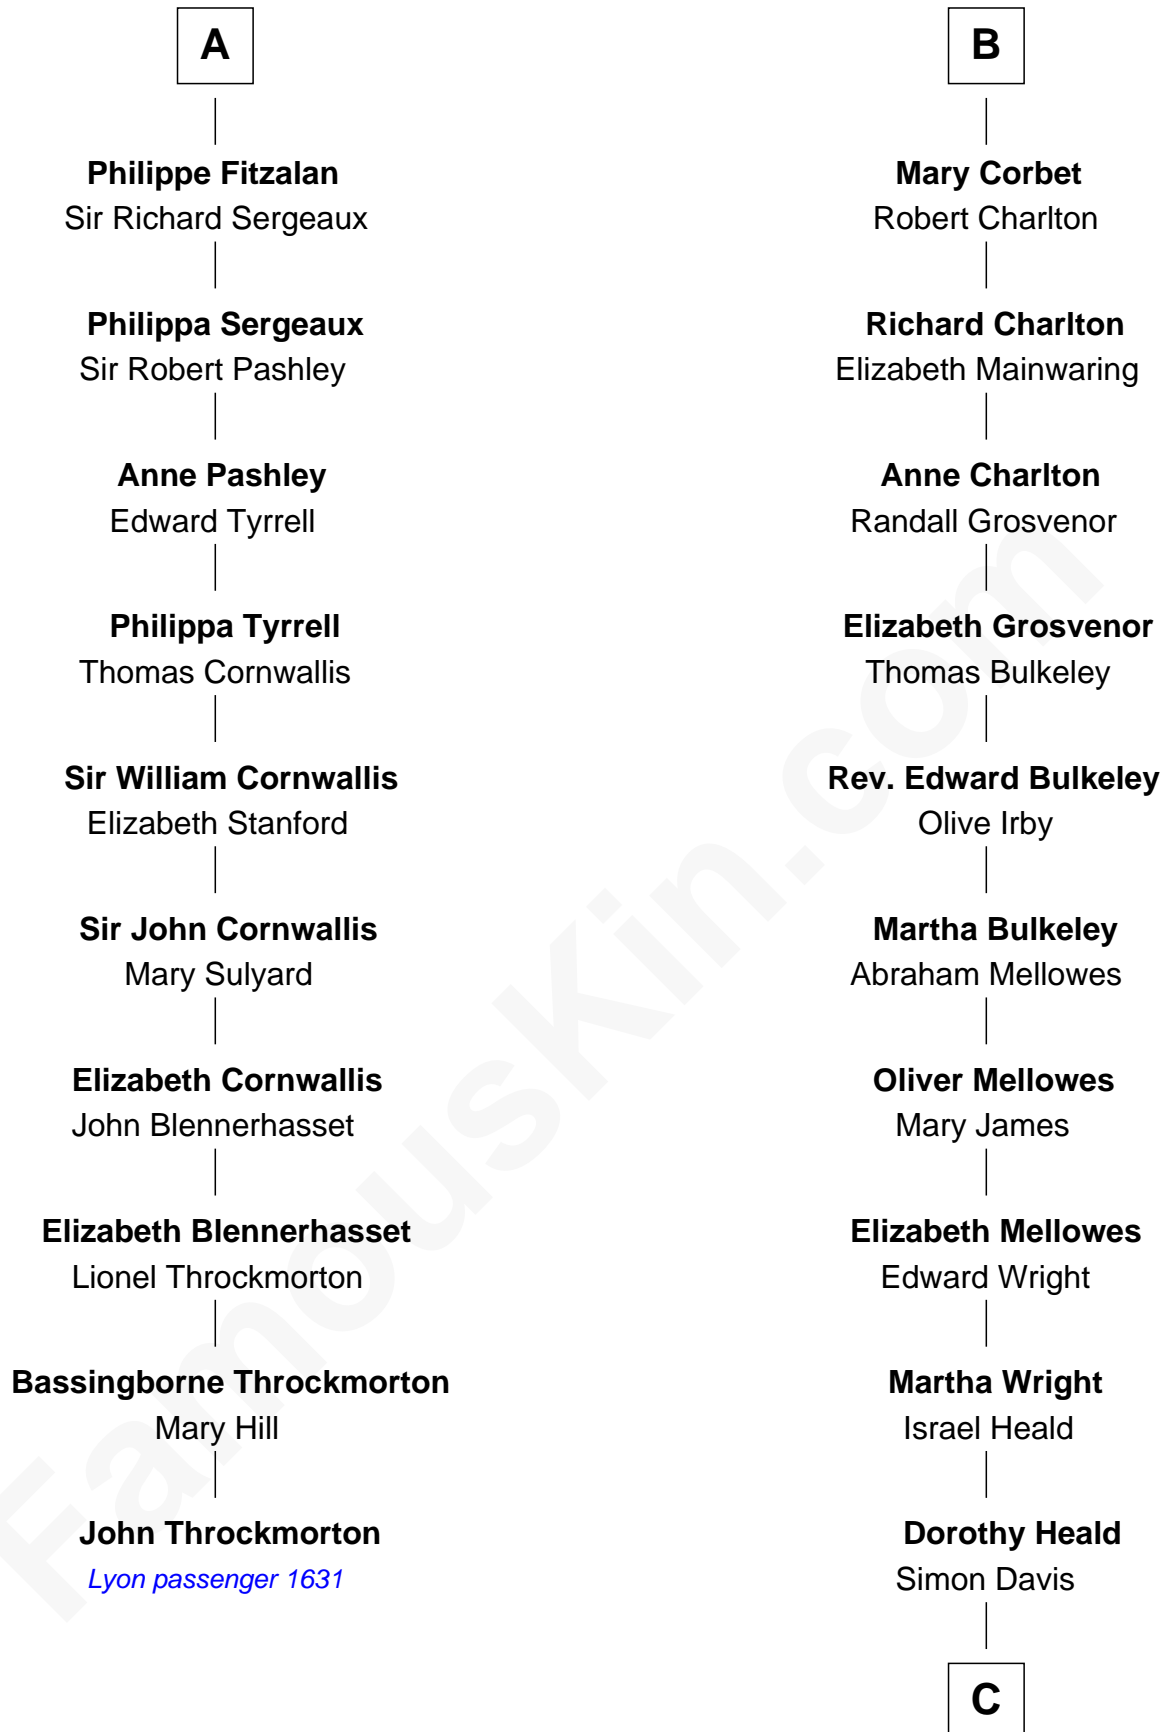 A
Philippe Fitzalan
Sir Richard Sergeaux
Philippa Sergeaux
Sir Robert Pashley
Anne Pashley
Edward Tyrrell
Philippa Tyrrell
Thomas Cornwallis
Sir William Cornwallis
Elizabeth Stanford
Sir John Cornwallis
Mary Sulyard
Elizabeth Cornwallis
John Blennerhasset
Elizabeth Blennerhasset
Lionel Throckmorton
Bassingborne Throckmorton
Mary Hill
John Throckmorton
Lyon passenger 1631
B
Mary Corbet
Robert Charlton
Richard Charlton
Elizabeth Mainwaring
Anne Charlton
Randall Grosvenor
Elizabeth Grosvenor
Thomas Bulkeley
Rev. Edward Bulkeley
Olive Irby
Martha Bulkeley
Abraham Mellowes
Oliver Mellowes
Mary James
Elizabeth Mellowes
Edward Wright
Martha Wright
Israel Heald
Dorothy Heald
Simon Davis
C
FamousKin.com